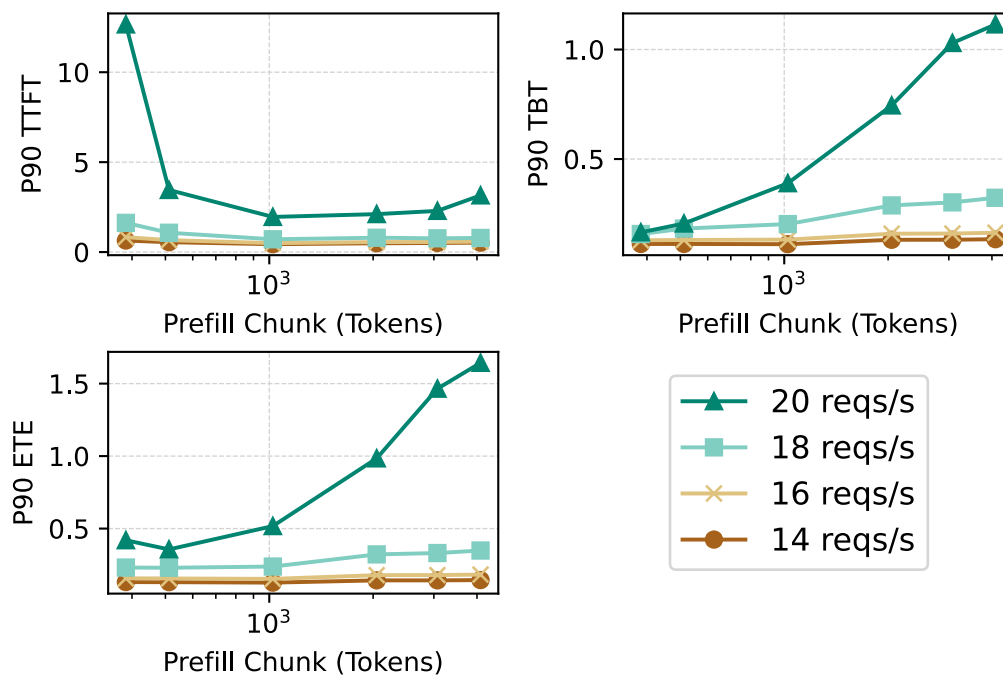 P90 TTFT
10
5
0
10³
Prefill Chunk (Tokens)
P90 TBT
1.0
0.5
10³
Prefill Chunk (Tokens)
P90 ETE
1.5
1.0
0.5
10³
Prefill Chunk (Tokens)
20 reqs/s
18 reqs/s
16 reqs/s
14 reqs/s